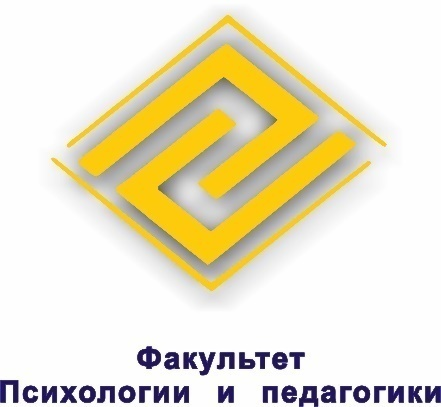 Факультет
Психологии и педагогики